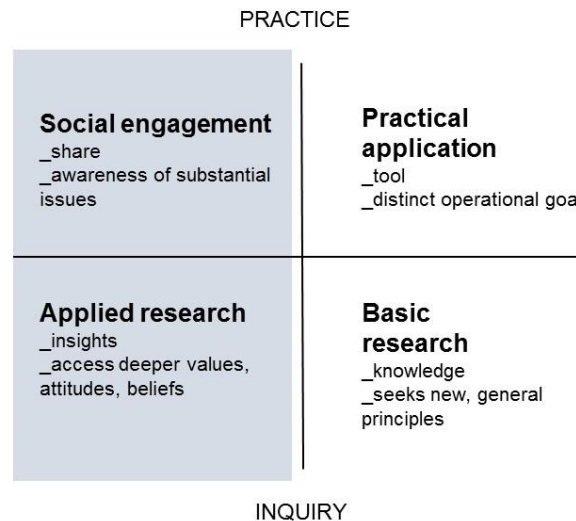 PRACTICE
Social engagement
_share
_awareness of substantial
issues
Practical
application
_tool
_distinct operational goa
Applied research
_insights
_access deeper values,
attitudes, beliefs
Basic
research
_knowledge
_seeks new, general
principles
INQUIRY